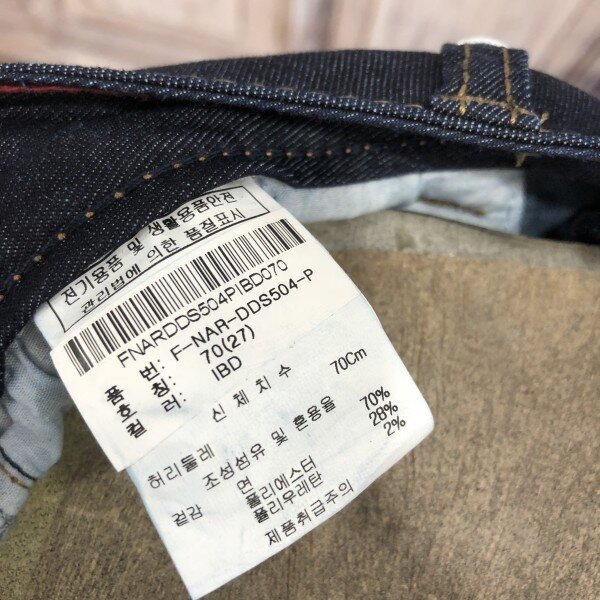 전기용품 및 생활용품안전
관리법에 의한 품질표시
FNARDDS504PIBD070
품 번: F-NAR-DDS504-P
호 칭: 70(27)
컬 러: IBD
신 체 치 수
허리둘레 70Cm
조성섬유 및 혼용율
겉감 면 70%
폴리에스터 28%
폴리우레탄 2%
제품취급주의